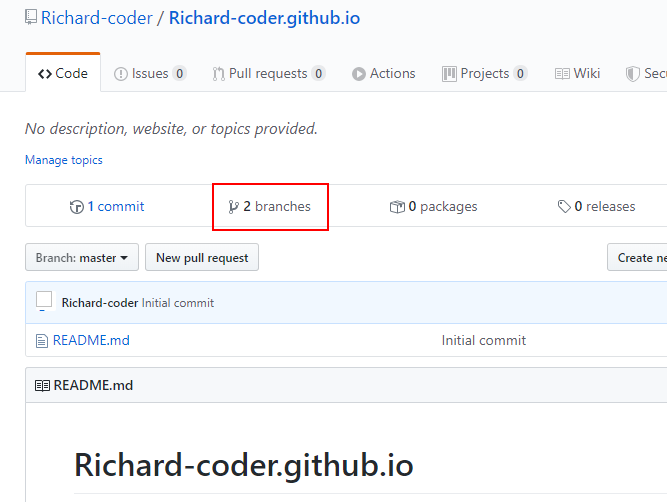 Richard-coder / Richard-coder.github.io
Code Issues 0 Pull requests 0 Actions Projects 0 Wiki Sec
No description, website, or topics provided.
Manage topics
1 commit 2 branches 0 packages 0 releases
Branch: master New pull request Create ne
Richard-coder Initial commit
README.md Initial commit
README.md
Richard-coder.github.io